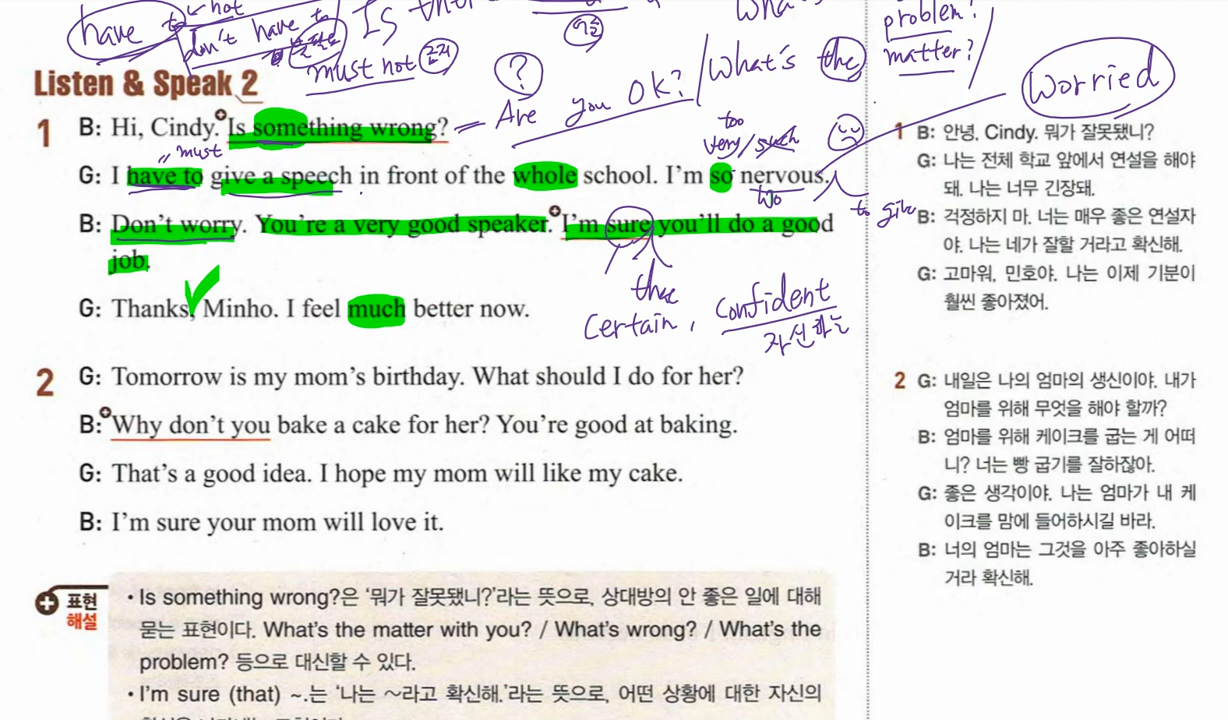 have to not
don't have to
must not 금지
What's
problem?
matter?
Worried
Listen & Speak 2
? Are you OK? / What's the
1 B: Hi, Cindy. Is something wrong?
must
too
very / such
G: I have to give a speech in front of the whole school. I'm so nervous.
to give
B: Don't worry. You're a very good speaker. I'm sure you'll do a good
job.
that
Certain, Confident
자신하는
G: Thanks, Minho. I feel much better now.
2 G: Tomorrow is my mom's birthday. What should I do for her?
B: Why don't you bake a cake for her? You're good at baking.
G: That's a good idea. I hope my mom will like my cake.
B: I'm sure your mom will love it.
1 B: 안녕, Cindy. 뭐가 잘못됐니?
G: 나는 전체 학교 앞에서 연설을 해야
돼. 나는 너무 긴장돼.
B: 걱정하지 마. 너는 매우 좋은 연설자
야. 나는 네가 잘할 거라고 확신해.
G: 고마워, 민호야. 나는 이제 기분이
훨씬 좋아졌어.
2 G: 내일은 나의 엄마의 생신이야. 내가
엄마를 위해 무엇을 해야 할까?
B: 엄마를 위해 케이크를 굽는 게 어떠
니? 너는 빵 굽기를 잘하잖아.
G: 좋은 생각이야. 나는 엄마가 내 케
이크를 맘에 들어하시길 바라.
B: 너의 엄마는 그것을 아주 좋아하실
거라 확신해.
표현
해설
• Is something wrong?은 '뭐가 잘못됐니?'라는 뜻으로, 상대방의 안 좋은 일에 대해
묻는 표현이다. What's the matter with you? / What's wrong? / What's the
problem? 등으로 대신할 수 있다.
• I'm sure (that) ~.는 '나는 ~라고 확신해.'라는 뜻으로, 어떤 상황에 대한 자신의